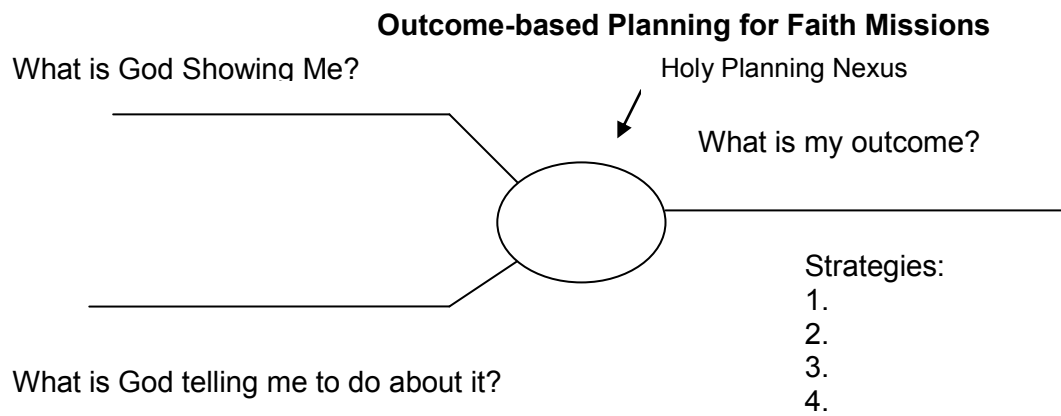 Outcome-based Planning for Faith Missions
What is God Showing Me?
Holy Planning Nexus
What is my outcome?
Strategies:
1.
2.
3.
4.
What is God telling me to do about it?